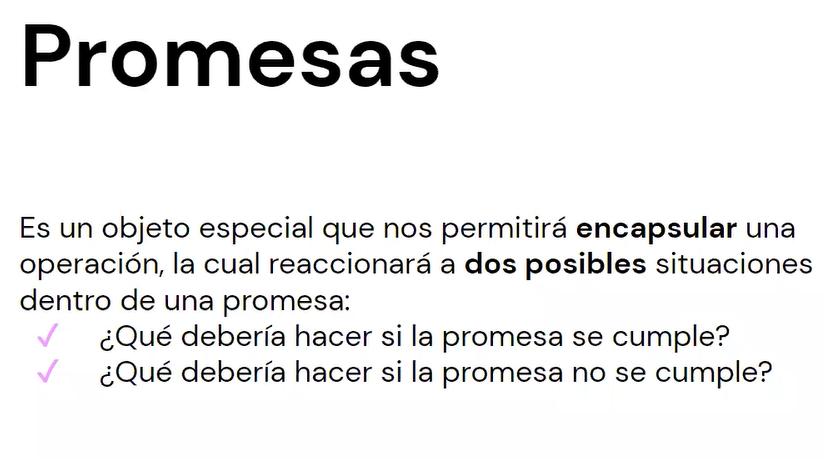 Promesas
Es un objeto especial que nos permitirá encapsular una
operación, la cual reaccionará a dos posibles situaciones
dentro de una promesa:
✓ ¿Qué debería hacer si la promesa se cumple?
✓ ¿Qué debería hacer si la promesa no se cumple?